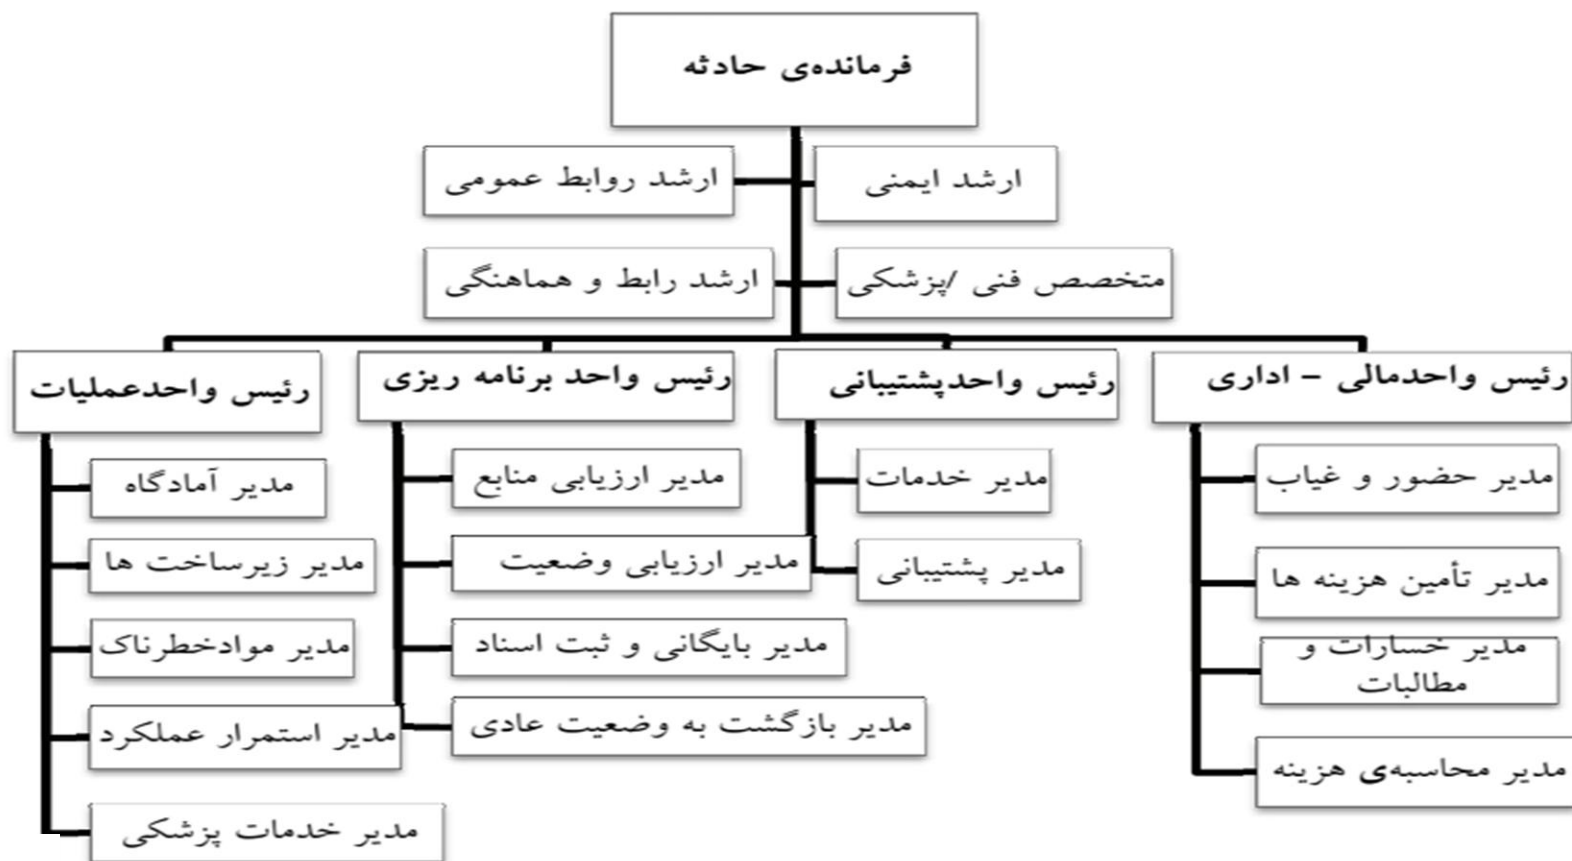 فرمانده‌ی حادثه
ارشد ایمنی
ارشد روابط عمومی
متخصص فنی /پزشکی
ارشد رابط و هماهنگی
رئیس واحدمالی – اداری
رئیس واحدپشتیبانی
رئیس واحد برنامه ریزی
رئیس واحدعملیات
مدیر حضور و غیاب
مدیر تأمین هزینه ها
مدیر خسارات و
مطالبات
مدیر محاسبه‌ی هزینه
مدیر خدمات
مدیر پشتیبانی
مدیر ارزیابی منابع
مدیر ارزیابی وضعیت
مدیر بایگانی و ثبت اسناد
مدیر بازگشت به وضعیت عادی
مدیر آمادگاه
مدیر زیرساخت ها
مدیر موادخطرناک
مدیر استمرار عملکرد
مدیر خدمات پزشکی